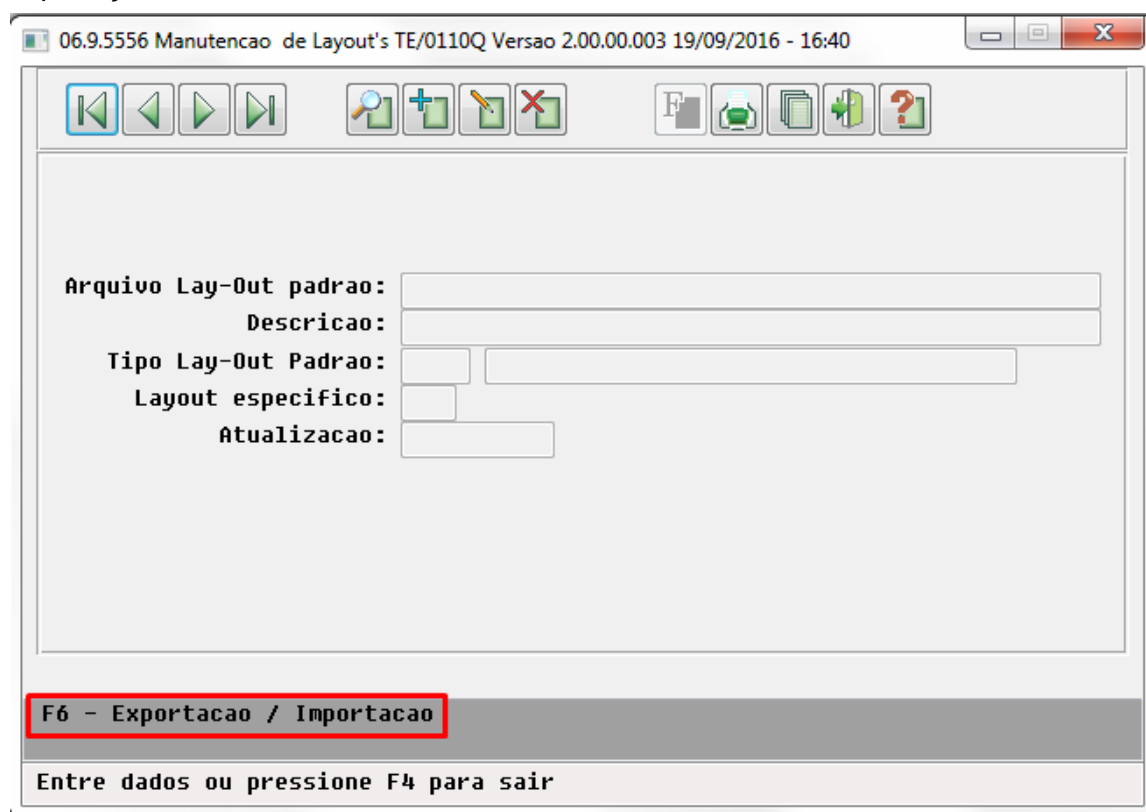 06.9.5556 Manutencao de Layout's TE/0110Q Versao 2.00.00.003 19/09/2016 - 16:40
F
Arquivo Lay-Out padrao:
Descricao:
Tipo Lay-Out Padrao:
Layout especifico:
Atualizacao:
F6 - Exportacao / Importacao
Entre dados ou pressione F4 para sair